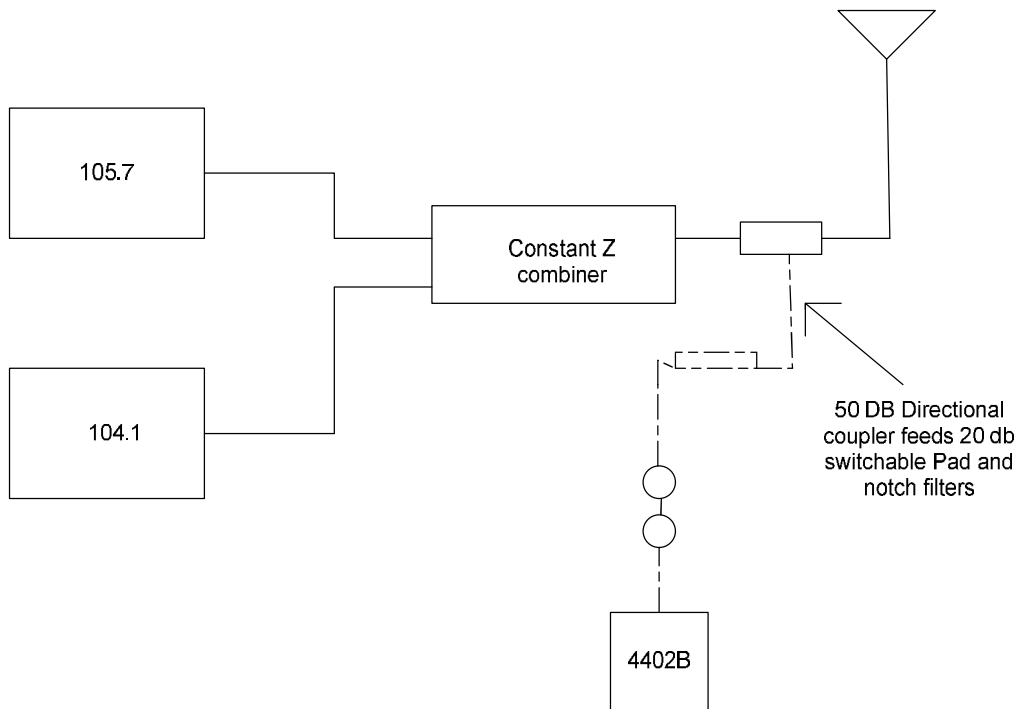 105.7
Constant Z
combiner
104.1
50 DB Directional
coupler feeds 20 db
switchable Pad and
notch filters
4402B